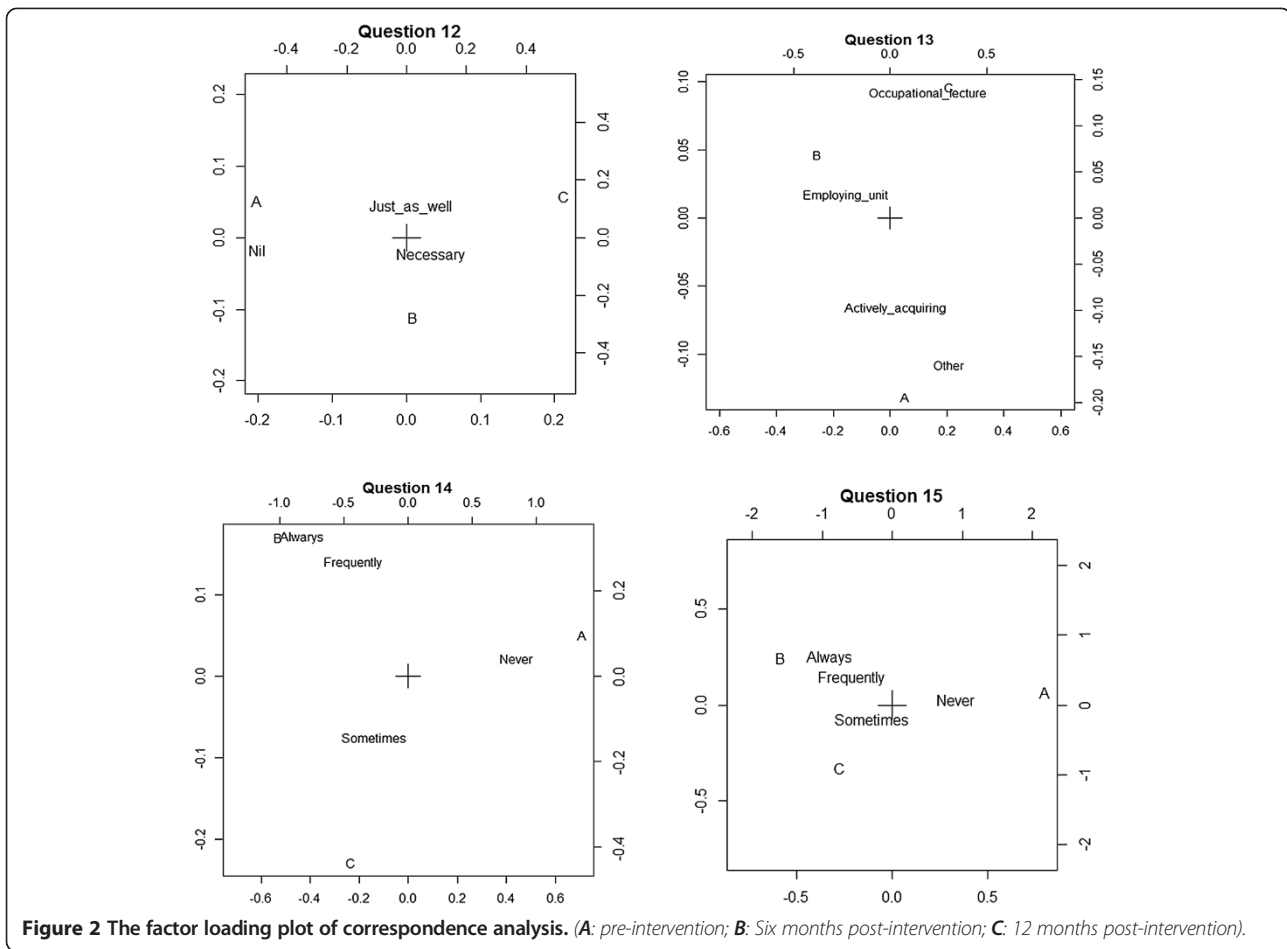 Question 12
-0.4 -0.2 0.0 0.2 0.4
0.2
0.1
0.0
-0.1
-0.2
0.4
0.2
0.0
-0.2
-0.4
A
C
Just_as_well
Nil
Necessary
B
-0.2 -0.1 0.0 0.1 0.2
Question 13
-0.5 0.0 0.5
0.10
0.05
0.00
-0.05
-0.10
0.15
0.10
0.05
0.00
-0.05
-0.10
-0.15
-0.20
C
Occupational_lecture
B
Employing_unit
Actively_acquiring
Other
A
-0.6 -0.4 -0.2 0.0 0.2 0.4 0.6
Question 14
-1.0 -0.5 0.0 0.5 1.0
0.1
0.0
-0.1
-0.2
0.2
0.0
-0.2
-0.4
B Alwarys
Frequently
A
Never
Sometimes
C
-0.6 -0.4 -0.2 0.0 0.2 0.4 0.6
Question 15
-2 -1 0 1 2
0.5
0.0
-0.5
2
1
0
-1
-2
B Always
Frequently
Never A
Sometimes
C
-0.5 0.0 0.5
Figure 2 The factor loading plot of correspondence analysis. (A: pre-intervention; B: Six months post-intervention; C: 12 months post-intervention).